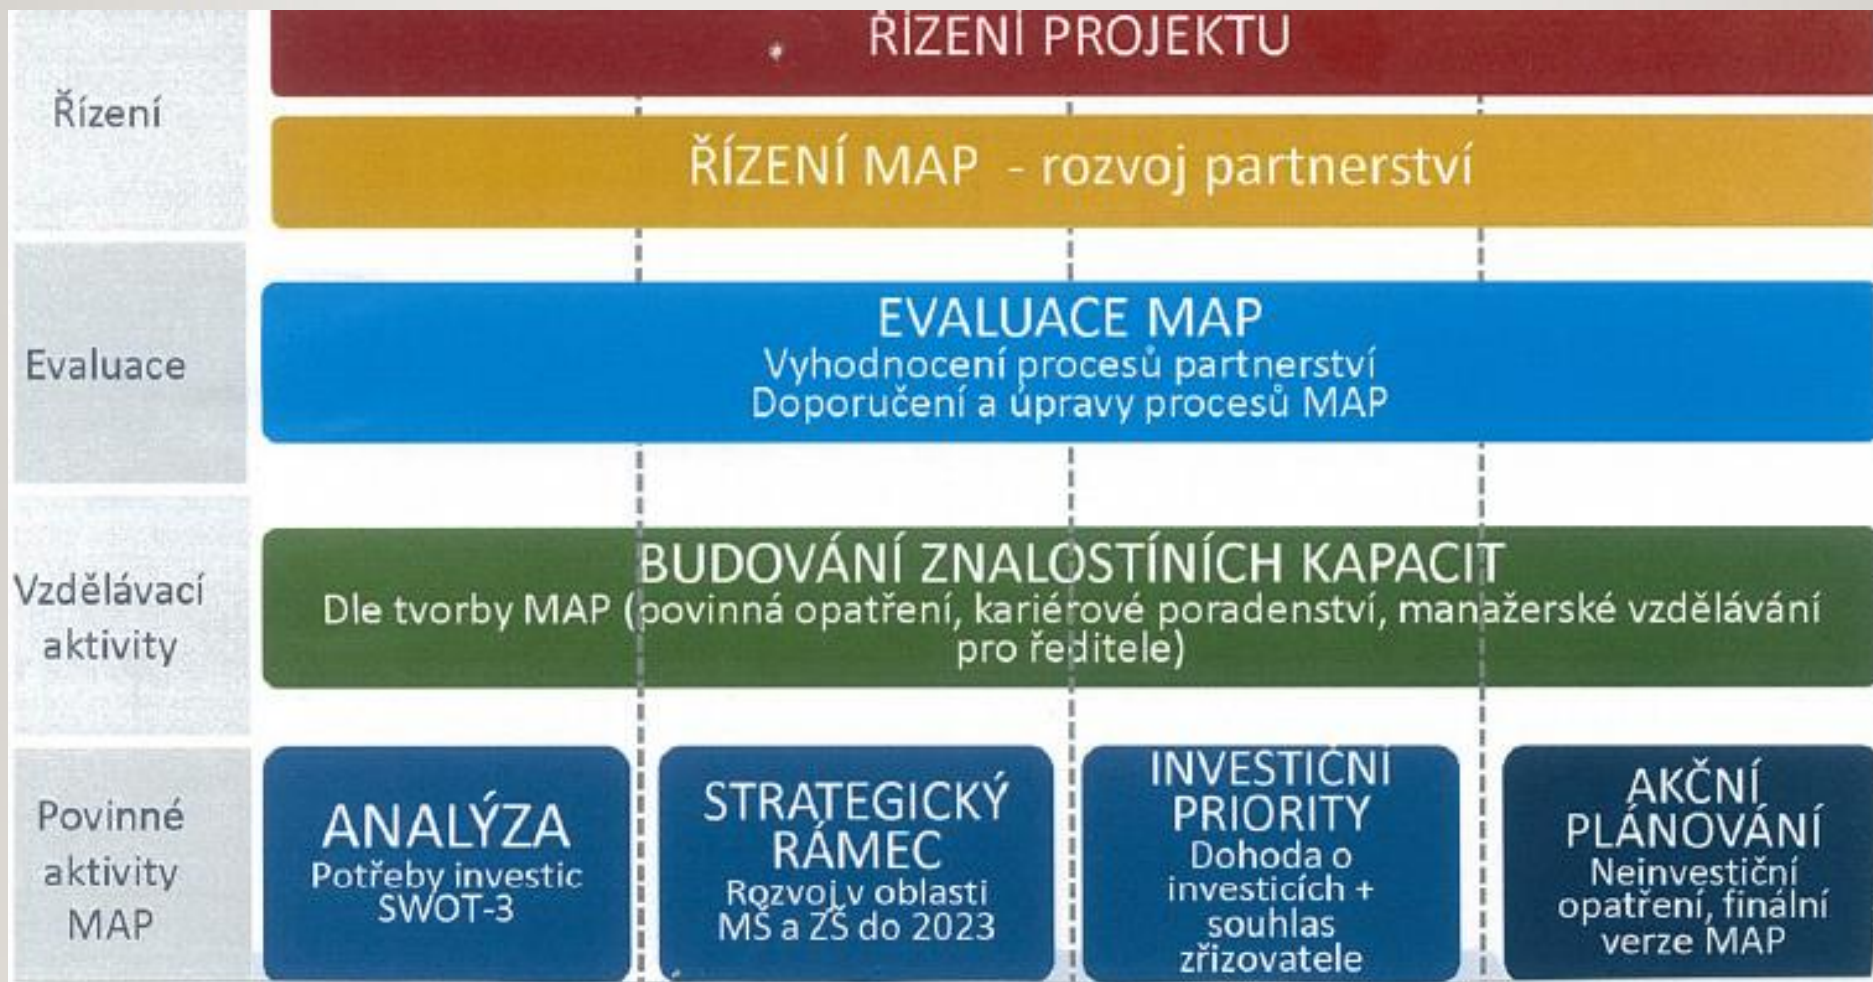 Řízení
ŘÍZENÍ PROJEKTU
ŘÍZENÍ MAP - rozvoj partnerství
Evaluace
EVALUACE MAP
Vyhodnocení procesů partnerství
Doporučení a úpravy procesů MAP
Vzdělávací
aktivity
BUDOVÁNÍ ZNALOSTÍNÍCH KAPACIT
Dle tvorby MAP (povinná opatření, kariérové poradenství, manažerské vzdělávání
pro ředitele)
Povinné
aktivity
MAP
ANALÝZA
Potřeby investic
SWOT-3
STRATEGICKÝ
RÁMEC
Rozvoj v oblasti
MŠ a ZŠ do 2023
INVESTIČNÍ
PRIORITY
Dohoda o
investicích +
souhlas
zřizovatele
AKČNÍ
PLÁNOVÁNÍ
Neinvestiční
opatření, finální
verze MAP